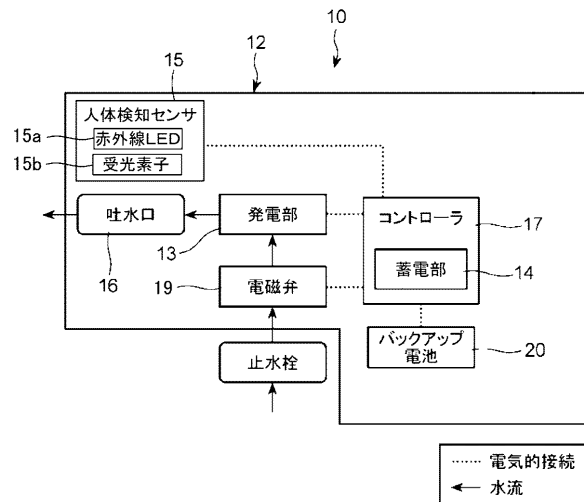 10
12
15
人体検知センサ
15a
赤外線LED
15b
受光素子
吐水口
発電部
コントローラ
17
16
13
蓄電部
14
19
電磁弁
バックアップ
電池
20
止水栓
電気的接続
水流